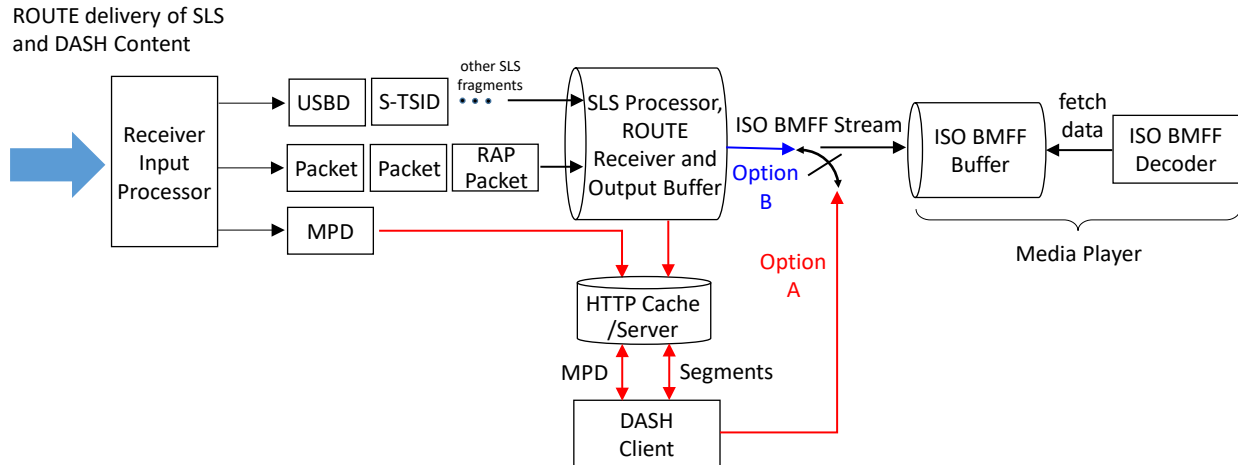 ROUTE delivery of SLS
and DASH Content
Receiver
Input
Processor
USBD
S-TSID
other SLS
fragments
Packet
Packet
RAP
Packet
MPD
SLS Processor,
ROUTE
Receiver and
Output Buffer
ISO BMFF Stream
Option
B
Option
A
ISO BMFF
Buffer
fetch
data
ISO BMFF
Decoder
Media Player
HTTP Cache
/Server
MPD
Segments
DASH
Client